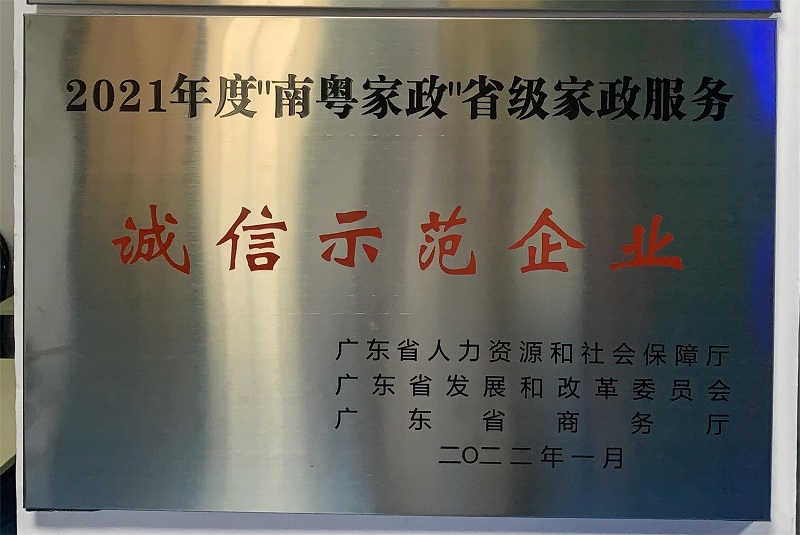 2021年度"南粤家政"省级家政服务
诚信示范企业
广东省人力资源和社会保障厅
广东省发展和改革委员会
广东省商务厅
二〇二二年一月